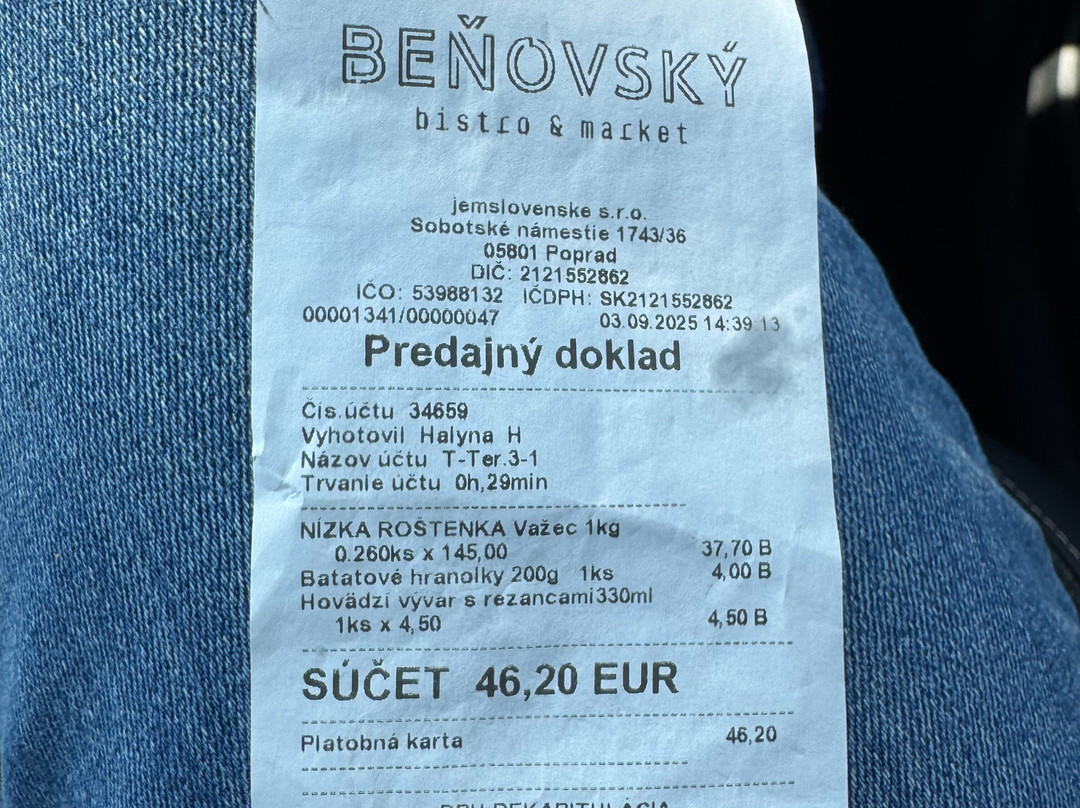 BEŇOVSKÝ
bistro & market
jemslovenske s.r.o.
Sobotské námestie 1743/36
05801 Poprad
DIČ: 2121552862
IČO: 53988132 IČDPH: SK2121552862
00001341/00000047 03.09.2025 14:39:13
Predajný doklad
Čís.účtu 34659
Vyhotovil Halyna H
Názov účtu T-Ter.3-1
Trvanie účtu 0h,29min
NÍZKA ROŠTENKA Važec 1kg
0.260ks x 145,00 37,70 B
Batatové hranolky 200g 1ks 4,00 B
Hovädzí vývar s rezancami330ml
1ks x 4,50 4,50 B
SÚČET 46,20 EUR
Platobná karta 46,20